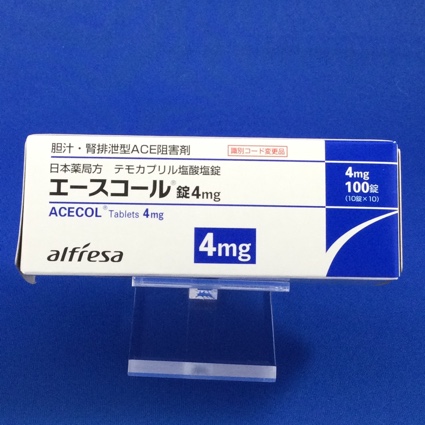 胆汁・腎排泄型ACE阻害剤
識別コード変更品
日本薬局方 テモカプリル塩酸塩錠
エースコール®錠4mg
ACECOL® Tablets 4mg
4mg
100錠
(10錠×10)
4mg
alfresa